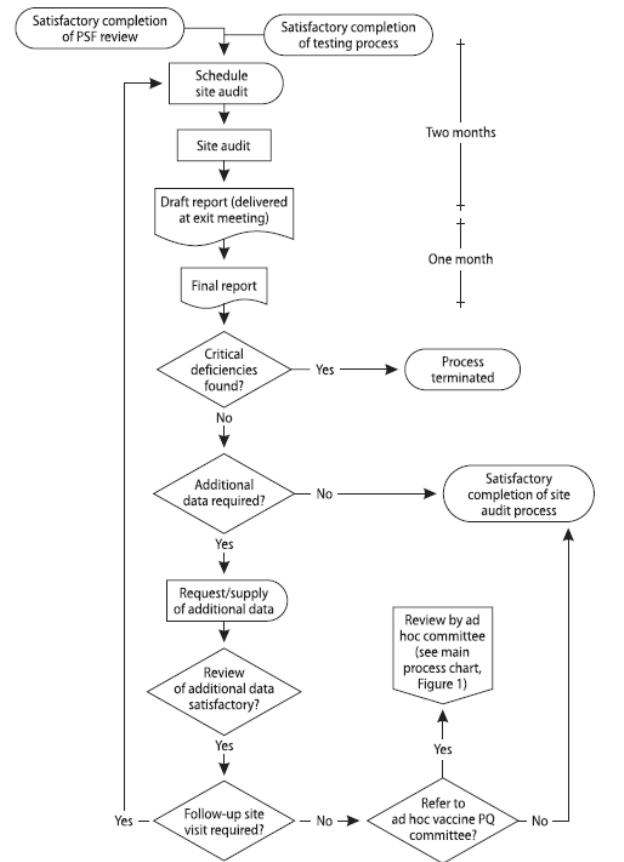 Satisfactory completion
of PSF review
Satisfactory completion
of testing process
Schedule
site audit
Two months
Site audit
Draft report (delivered
at exit meeting)
One month
Final report
Critical
deficiencies
found?
Yes
Process
terminated
No
Additional
data required?
No
Satisfactory
completion of site
audit process
Yes
Request/supply
of additional data
Review by ad
hoc committee
(see main
process chart,
Figure 1)
Review
of additional data
satisfactory?
Yes
Yes
Yes
Follow-up site
visit required?
No
Refer to
ad hoc vaccine PQ
committee?
No